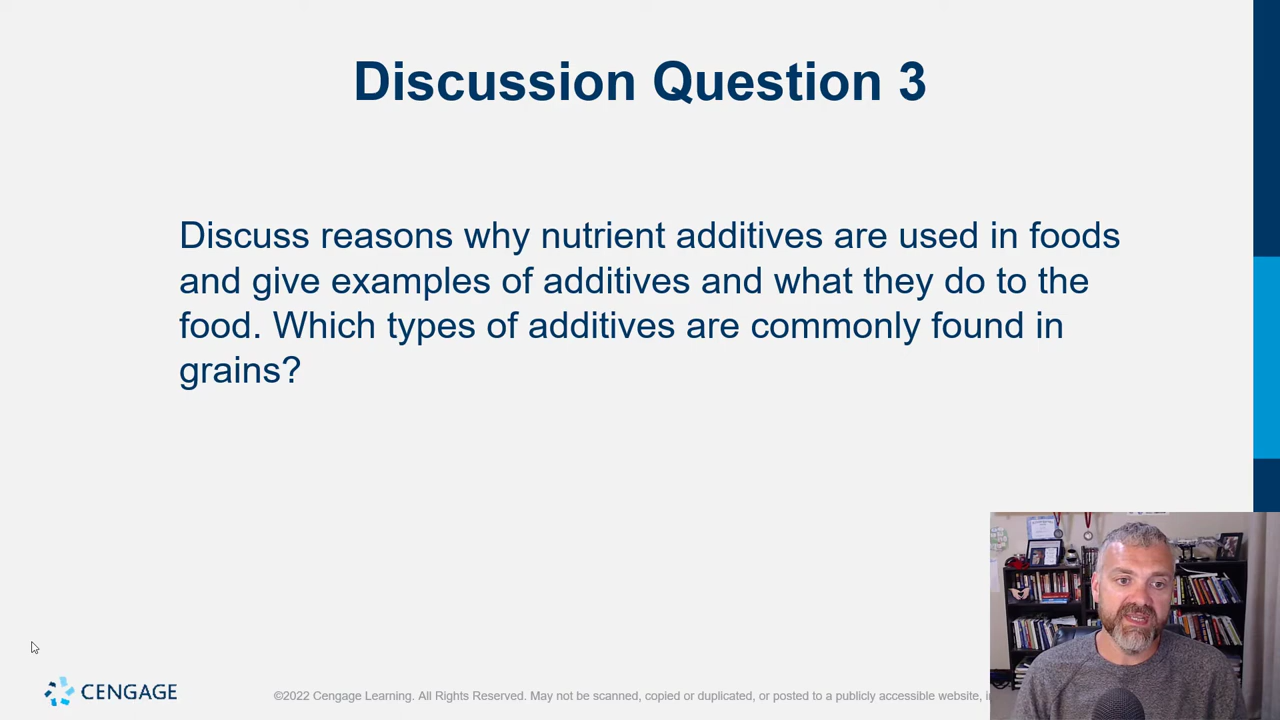 Discussion Question 3
Discuss reasons why nutrient additives are used in foods
and give examples of additives and what they do to the
food. Which types of additives are commonly found in
grains?
CENGAGE
©2022 Cengage Learning. All Rights Reserved. May not be scanned, copied or duplicated, or posted to a publicly accessible website,